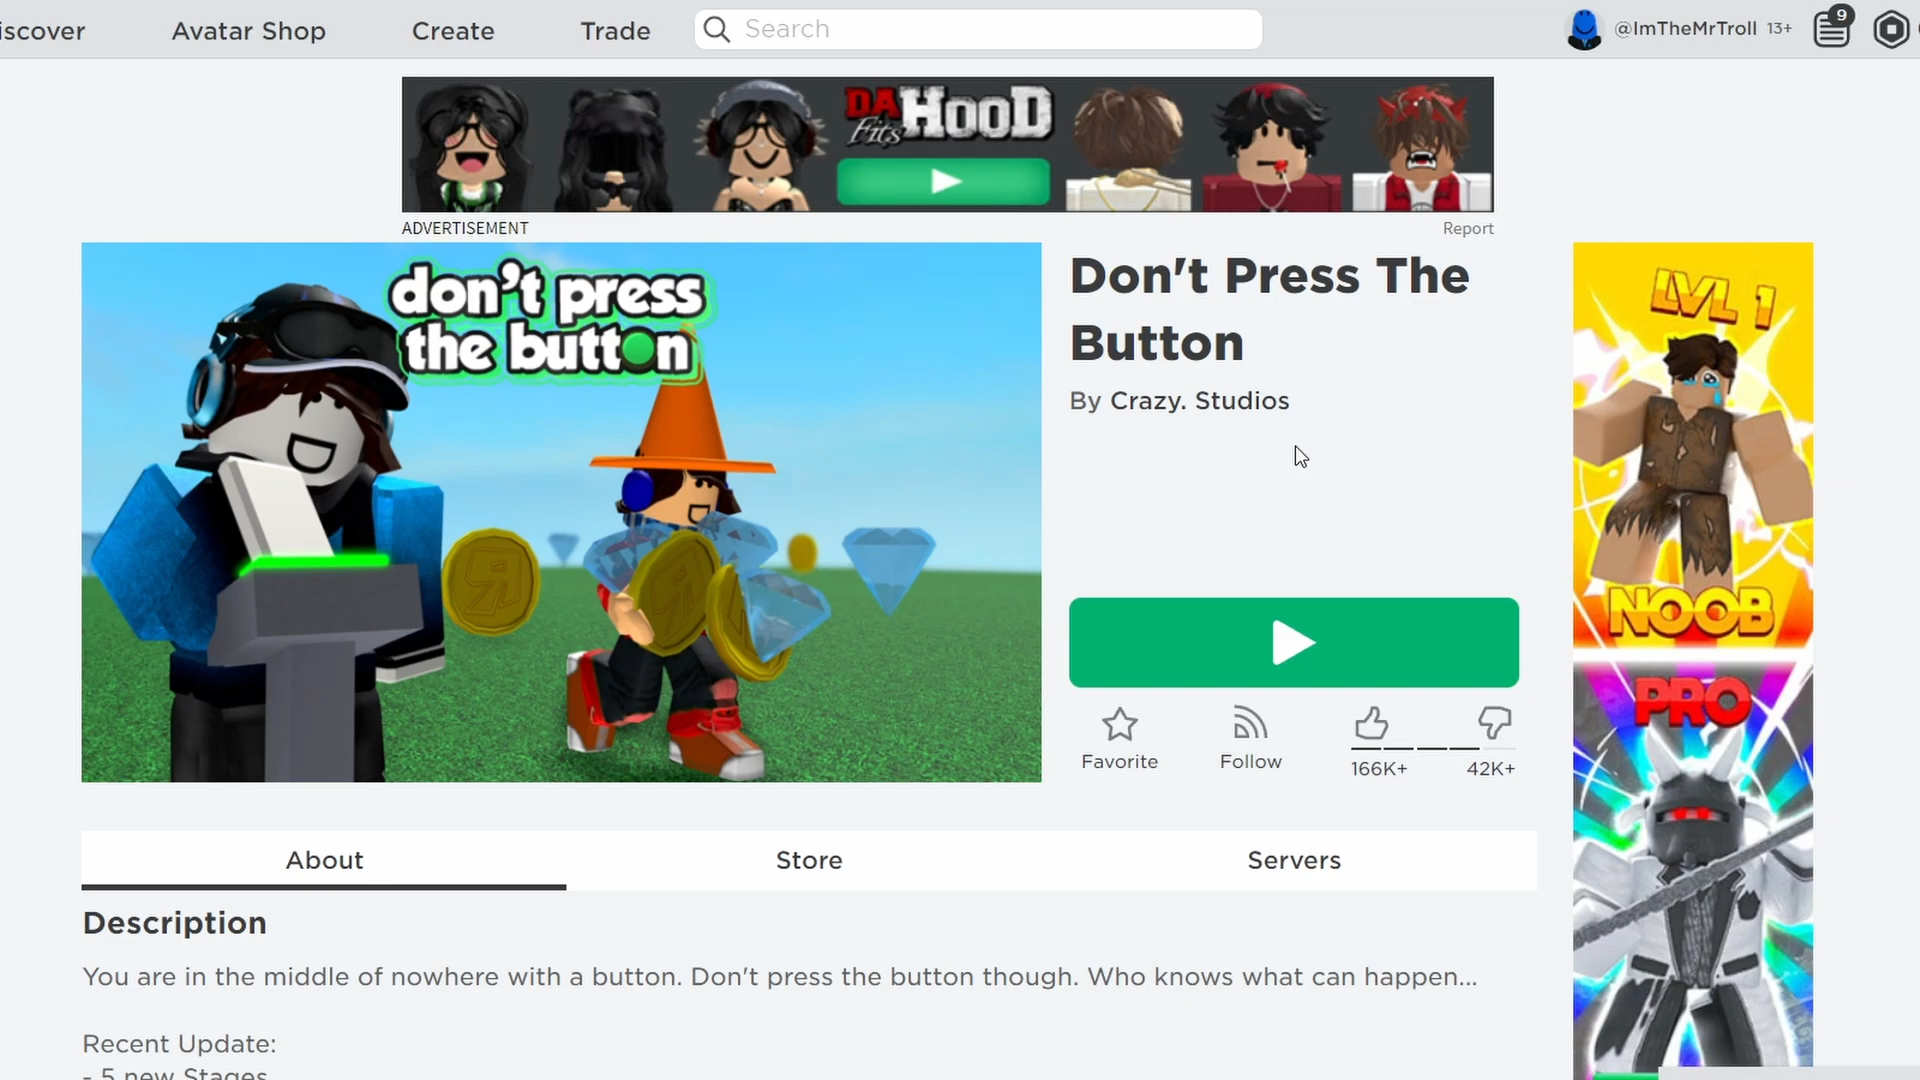 iscover Avatar Shop Create Trade Search @ImTheMrTroll 13+ 9
DA HOOD
Fits
ADVERTISEMENT Report
don't press
the button
Don't Press The
Button
By Crazy. Studios
LVL 1
NOOB
PRO
Favorite Follow 166K+ 42K+
About Store Servers
Description
You are in the middle of nowhere with a button. Don't press the button though. Who knows what can happen...
Recent Update:
- 5 new Stages